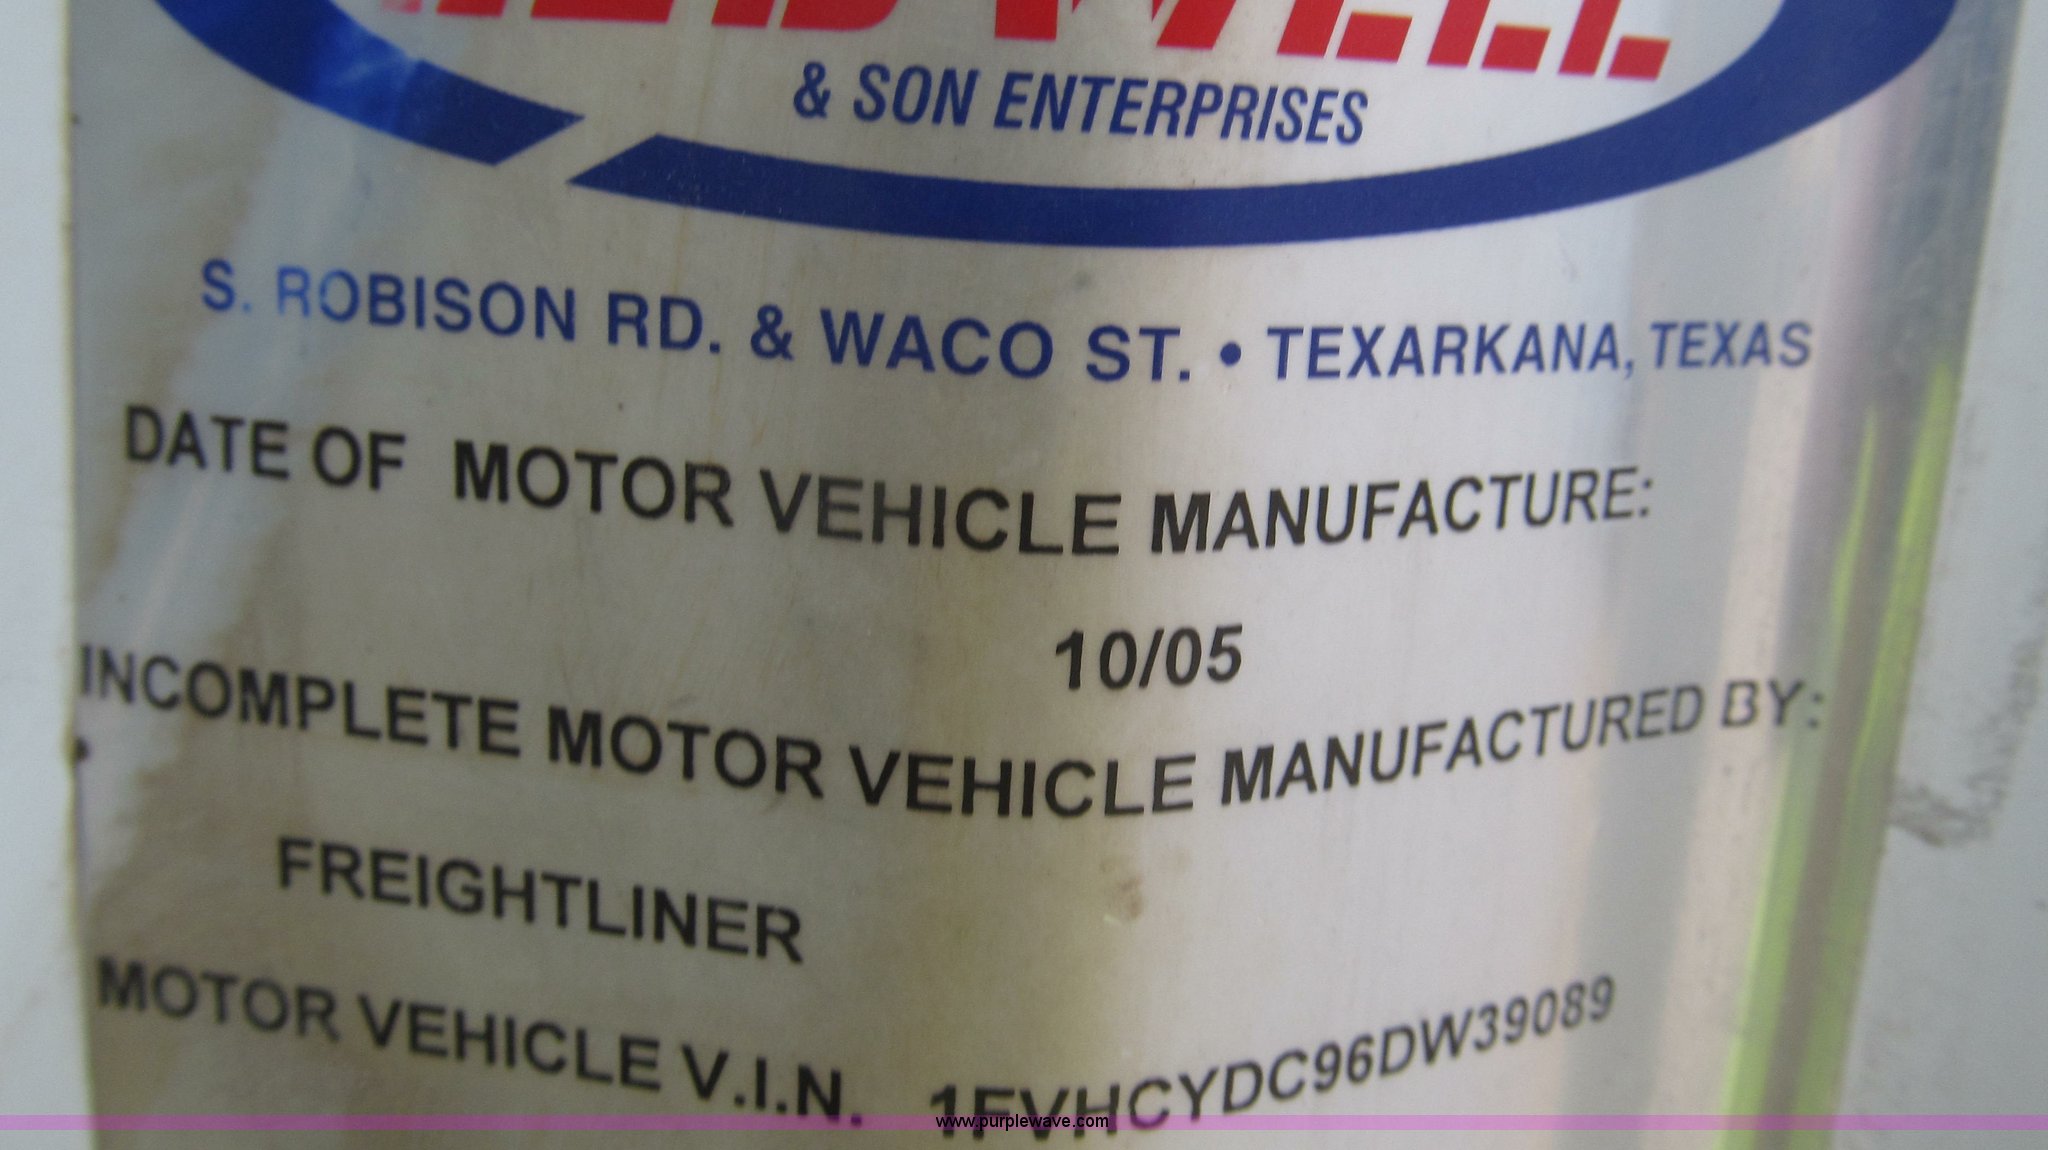 & SON ENTERPRISES
S. ROBISON RD. & WACO ST. • TEXARKANA, TEXAS
DATE OF MOTOR VEHICLE MANUFACTURE:
10/05
INCOMPLETE MOTOR VEHICLE MANUFACTURED BY:
FREIGHTLINER
MOTOR VEHICLE V.I.N. 1FVHCYDC96DW39089
www.purplewave.com